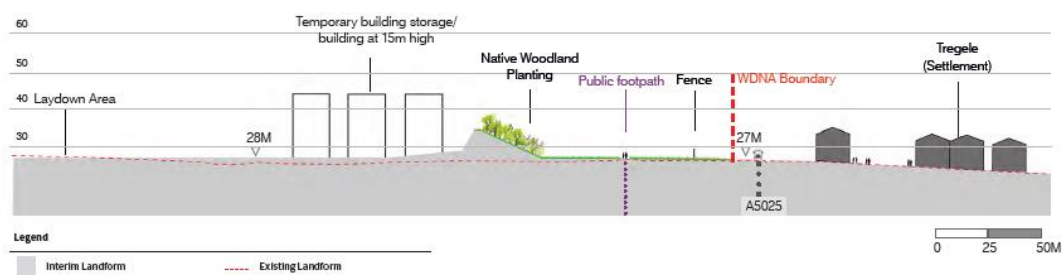 60
50
40
30
Temporary building storage/
building at 15m high
Laydown Area
28M
Native Woodland
Planting
Public footpath
Fence
WDNA Boundary
27M
A5025
Tregele
(Settlement)
Legend
Interim Landform
Existing Landform
0 25 50M